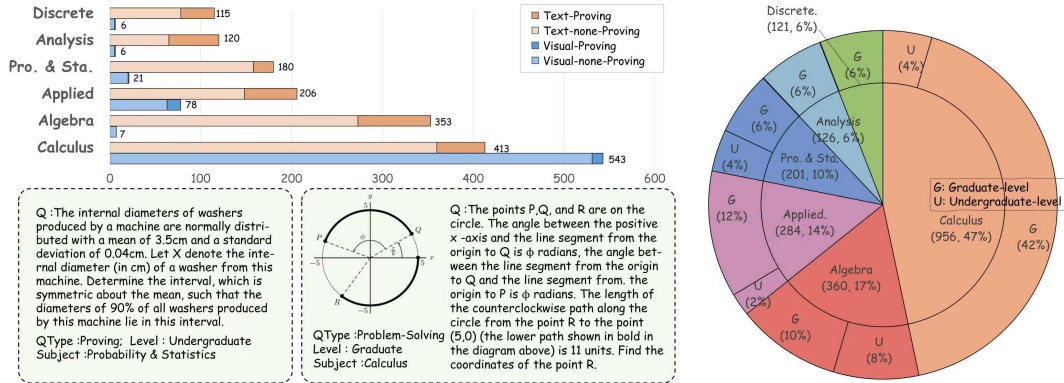 Discrete
115
6
Analysis
120
6
Pro. & Sta.
180
21
Applied
206
78
Algebra
353
7
Calculus
413
543
0
100
200
300
400
500
600
Text-Proving
Text-none-Proving
Visual-Proving
Visual-none-Proving
Q :The internal diameters of washers
produced by a machine are normally distri-
buted with a mean of 3.5cm and a standard
deviation of 0.04cm. Let X denote the inte-
rnal diameter (in cm) of a washer from this
machine. Determine the interval, which is
symmetric about the mean, such that the
diameters of 90% of all washers produced
by this machine lie in this interval.
QType :Proving; Level : Undergraduate
Subject :Probability & Statistics
y
5
P
Q
ϕ
-5
5
x
R
-5
QType :Problem-Solving
Level : Graduate
Subject :Calculus
Q :The points P,Q, and R are on the
circle. The angle between the positive
x -axis and the line segment from the
origin to Q is ϕ radians, the angle bet-
ween the line segment from the origin
to Q and the line segment from. the
the origin to P is ϕ radians. The length of
the counterclockwise path along the
circle from the point R to the point
(5,0) (the lower path shown in bold in
the diagram above) is 11 units. Find the
coordinates of the point R.
Discrete.
(121, 6%)
G
(6%)
U
(4%)
G
(6%)
Analysis
(126, 6%)
G
(6%)
Pro. & Sta.
(201, 10%)
U
(4%)
G: Graduate-level
U: Undergraduate-level
G
(12%)
Applied.
(284, 14%)
Calculus
(956, 47%)
G
(42%)
Algebra
(360, 17%)
U
(2%)
G
(10%)
U
(8%)